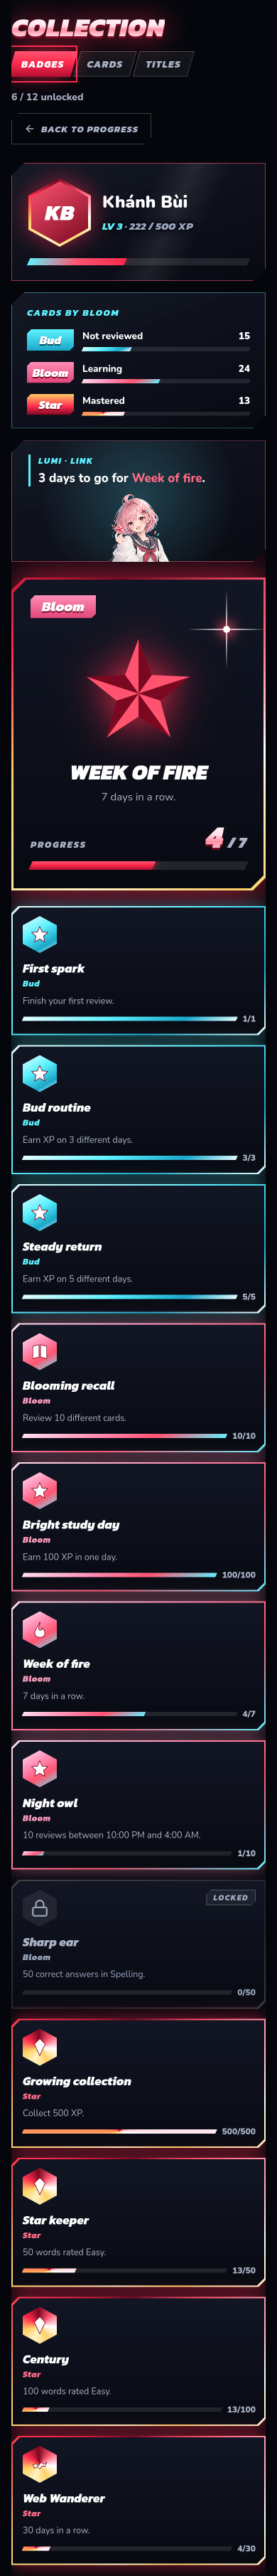 COLLECTION
BADGES
CARDS
TITLES
6 / 12 unlocked
← BACK TO PROGRESS
KB
Khánh Bùi
LV 3 · 222 / 500 XP
CARDS BY BLOOM
Bud
Not reviewed
15
Bloom
Learning
24
Star
Mastered
13
LUMI · LINK
3 days to go for Week of fire.
Bloom
WEEK OF FIRE
7 days in a row.
PROGRESS
4 / 7
First spark
Bud
Finish your first review.
1/1
Bud routine
Bud
Earn XP on 3 different days.
3/3
Steady return
Bud
Earn XP on 5 different days.
5/5
Blooming recall
Bloom
Review 10 different cards.
10/10
Bright study day
Bloom
Earn 100 XP in one day.
100/100
Week of fire
Bloom
7 days in a row.
4/7
Night owl
Bloom
10 reviews between 10:00 PM and 4:00 AM.
1/10
LOCKED
Sharp ear
Bloom
50 correct answers in Spelling.
0/50
Growing collection
Star
Collect 500 XP.
500/500
Star keeper
Star
50 words rated Easy.
13/50
Century
Star
100 words rated Easy.
13/100
Web Wanderer
Star
30 days in a row.
4/30